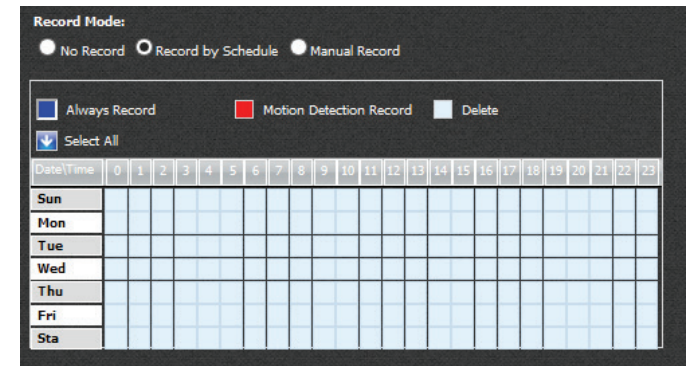 Record Mode:
No Record Record by Schedule Manual Record
Always Record Motion Detection Record Delete
Select All
Date\Time 0 1 2 3 4 5 6 7 8 9 10 11 12 13 14 15 16 17 18 19 20 21 22 23
Sun
Mon
Tue
Wed
Thu
Fri
Sta